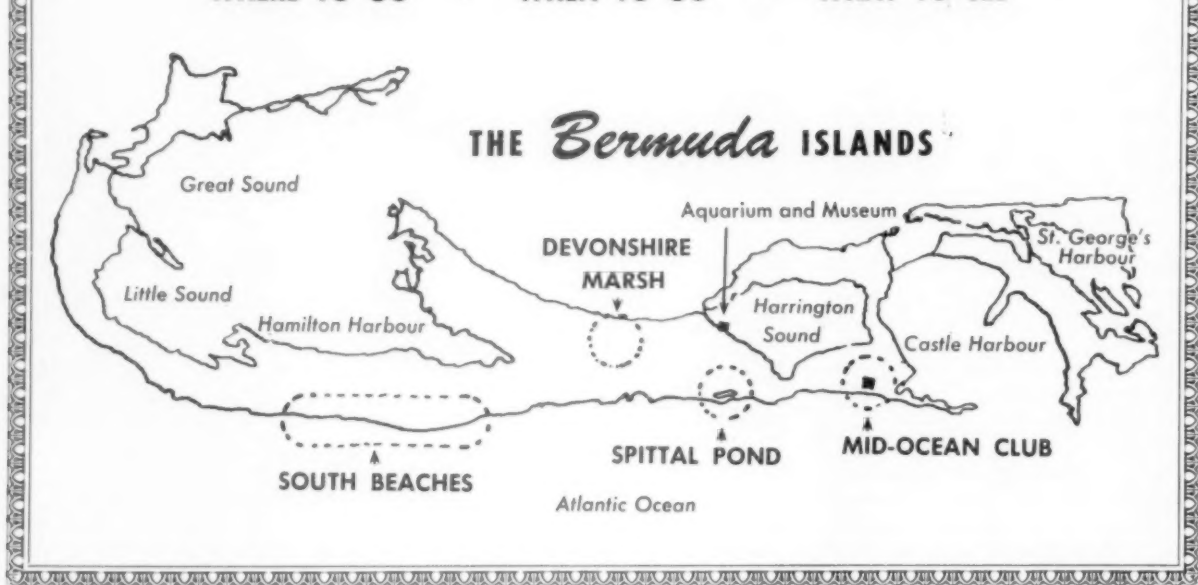 THE Bermuda ISLANDS
Great Sound
Aquarium and Museum
St. George's
Harbour
DEVONSHIRE
MARSH
Little Sound
Harrington
Sound
Hamilton Harbour
Castle Harbour
SPITTAL POND
MID-OCEAN CLUB
SOUTH BEACHES
Atlantic Ocean